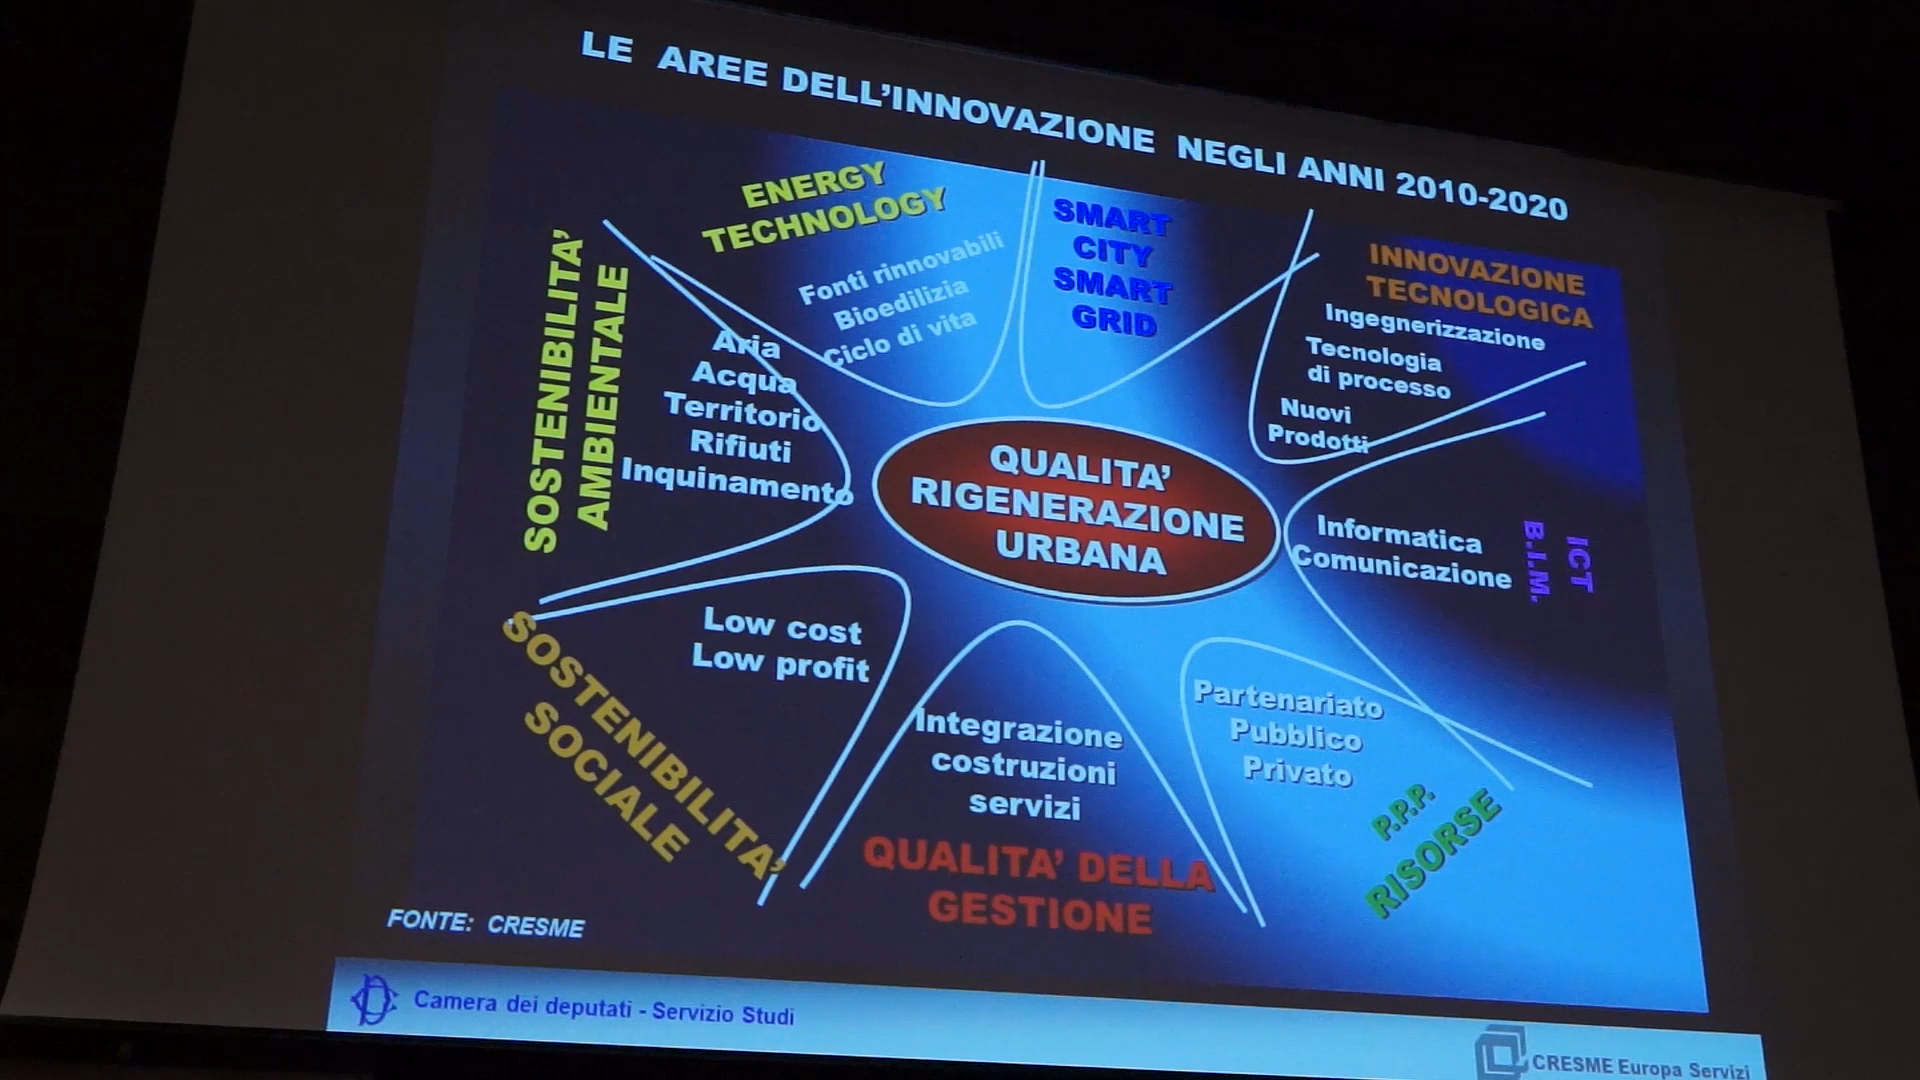 LE AREE DELL'INNOVAZIONE NEGLI ANNI 2010-2020
ENERGY
TECHNOLOGY
Fonti rinnovabili
Bioedilizia
Ciclo di vita
SMART
CITY
SMART
GRID
INNOVAZIONE
TECNOLOGICA
Ingegnerizzazione
Tecnologia
di processo
Nuovi
Prodotti
SOSTENIBILITA'
AMBIENTALE
Aria
Acqua
Territorio
Rifiuti
Inquinamento
QUALITA'
RIGENERAZIONE
URBANA
Informatica
Comunicazione
ICT
B.I.M.
Low cost
Low profit
SOSTENIBILITA'
SOCIALE
Integrazione
costruzioni
servizi
QUALITA' DELLA
GESTIONE
Partenariato
Pubblico
Privato
P.P.P.
RISORSE
FONTE: CRESME
Camera dei deputati - Servizio Studi
CRESME Europa Servizi